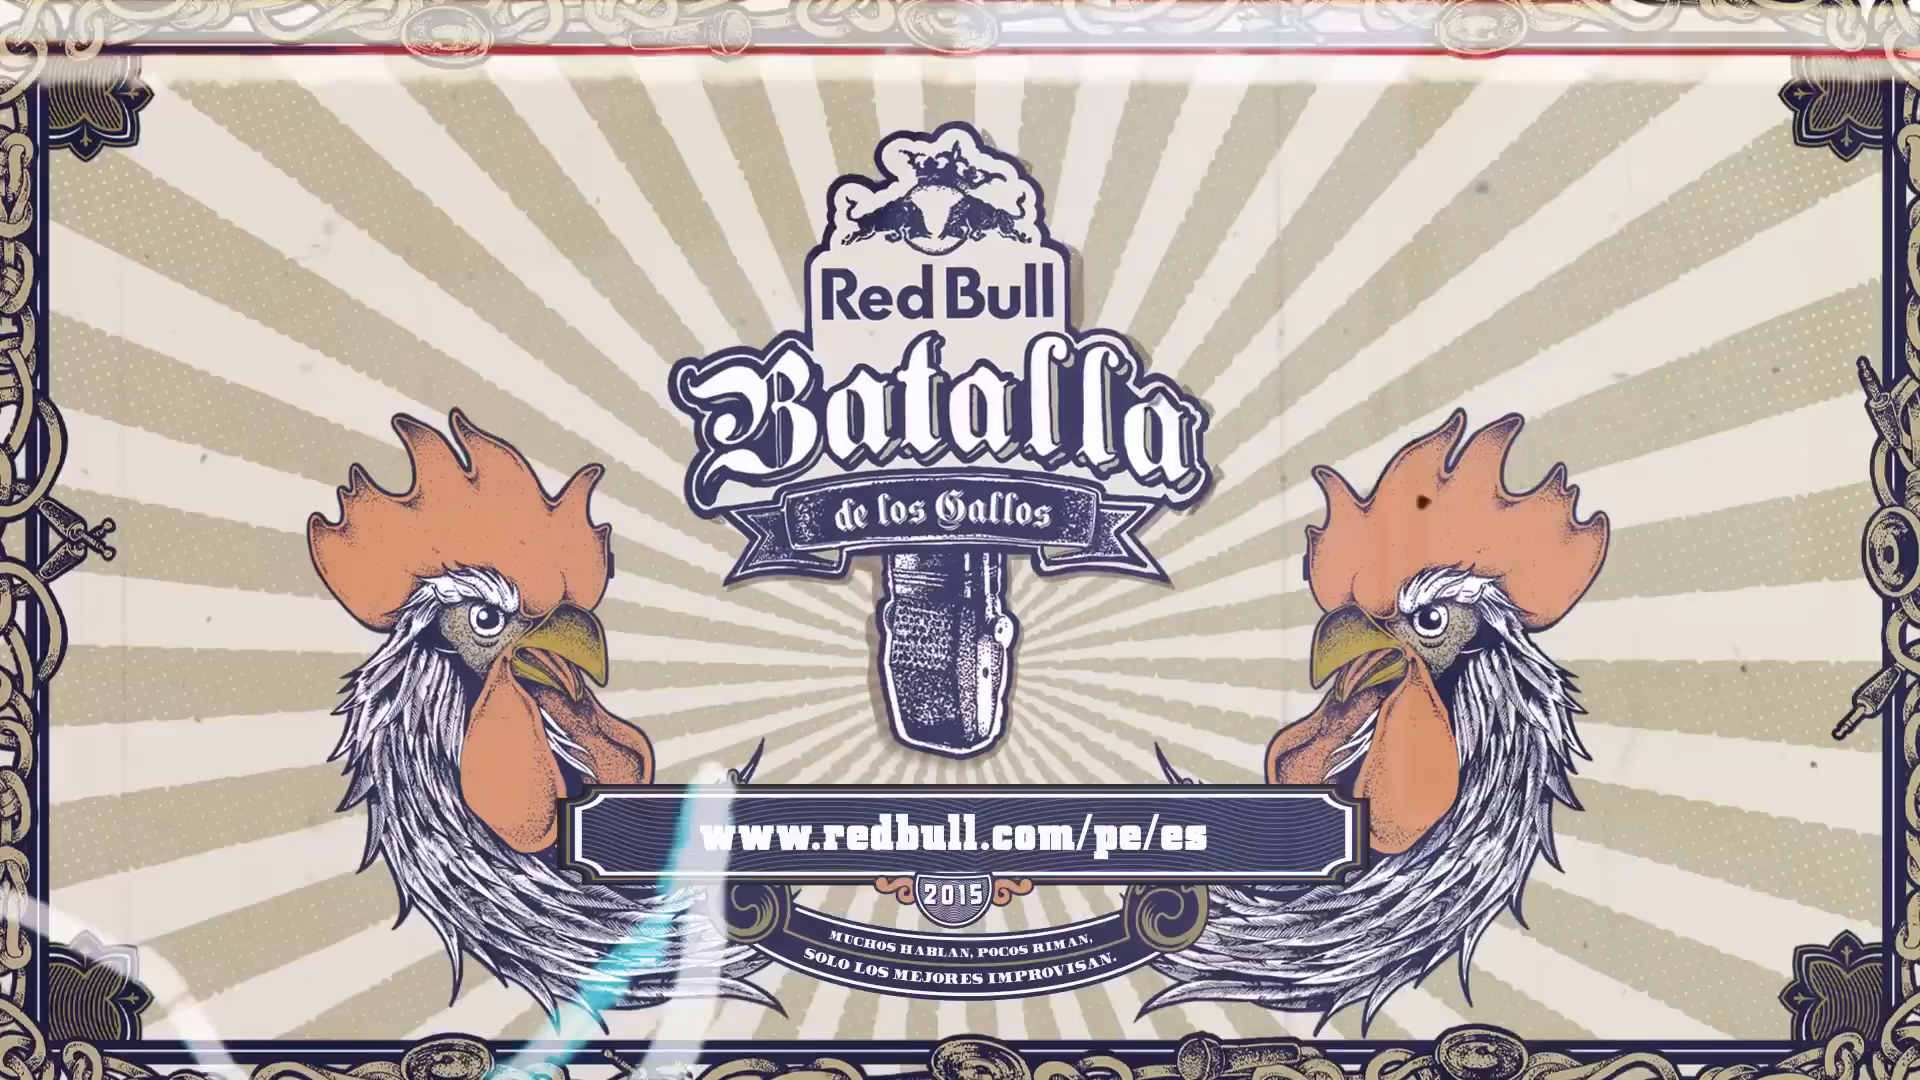 Red Bull
Batalla
de los Gallos
www.redbull.com/pe/es
2015
MUCHOS HABLAN, POCOS RIMAN,
SOLO LOS MEJORES IMPROVISAN.